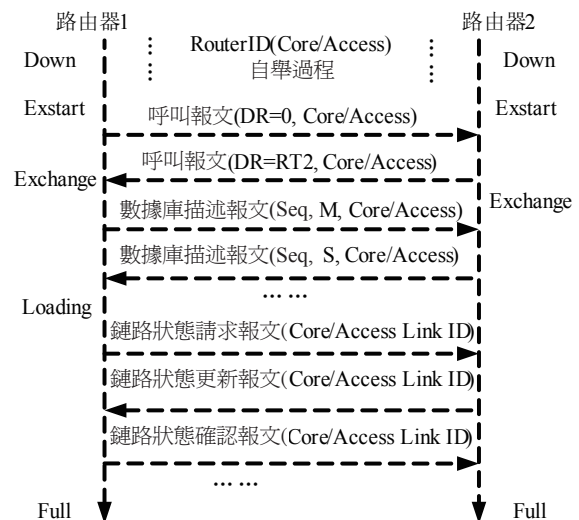 路由器1
路由器2
RouterID(Core/Access)
自舉過程
Down
Down
Exstart
Exstart
呼叫報文(DR=0, Core/Access)
呼叫報文(DR=RT2, Core/Access)
Exchange
Exchange
數據庫描述報文(Seq, M, Core/Access)
數據庫描述報文(Seq, S, Core/Access)
... ...
Loading
鏈路狀態請求報文(Core/Access Link ID)
鏈路狀態更新報文(Core/Access Link ID)
鏈路狀態確認報文(Core/Access Link ID)
... ...
Full
Full